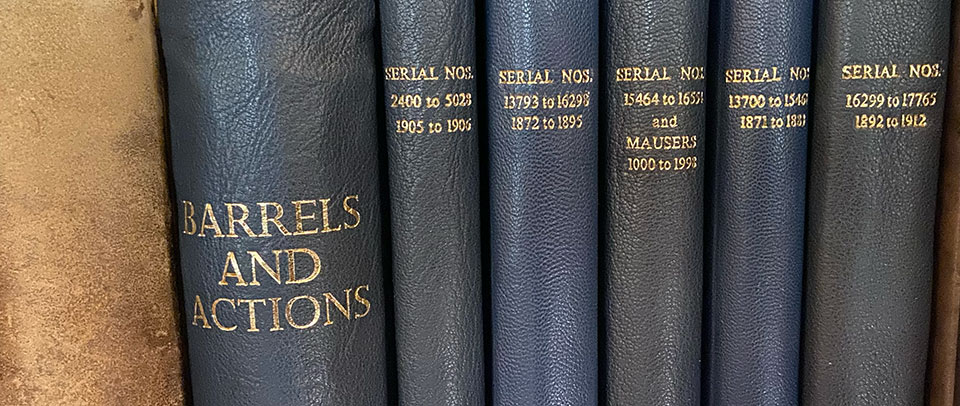 BARRELS
AND
ACTIONS
SERIAL NOS.
2400 to 5028
1905 to 1906
SERIAL NOS.
13793 to 16298
1872 to 1895
SERIAL NOS
15464 to
and
MAUSERS
1000 to 1998
SERIAL NOS
13700 to
1871 to
SERIAL NOS.
16299 to 17765
1892 to 1912